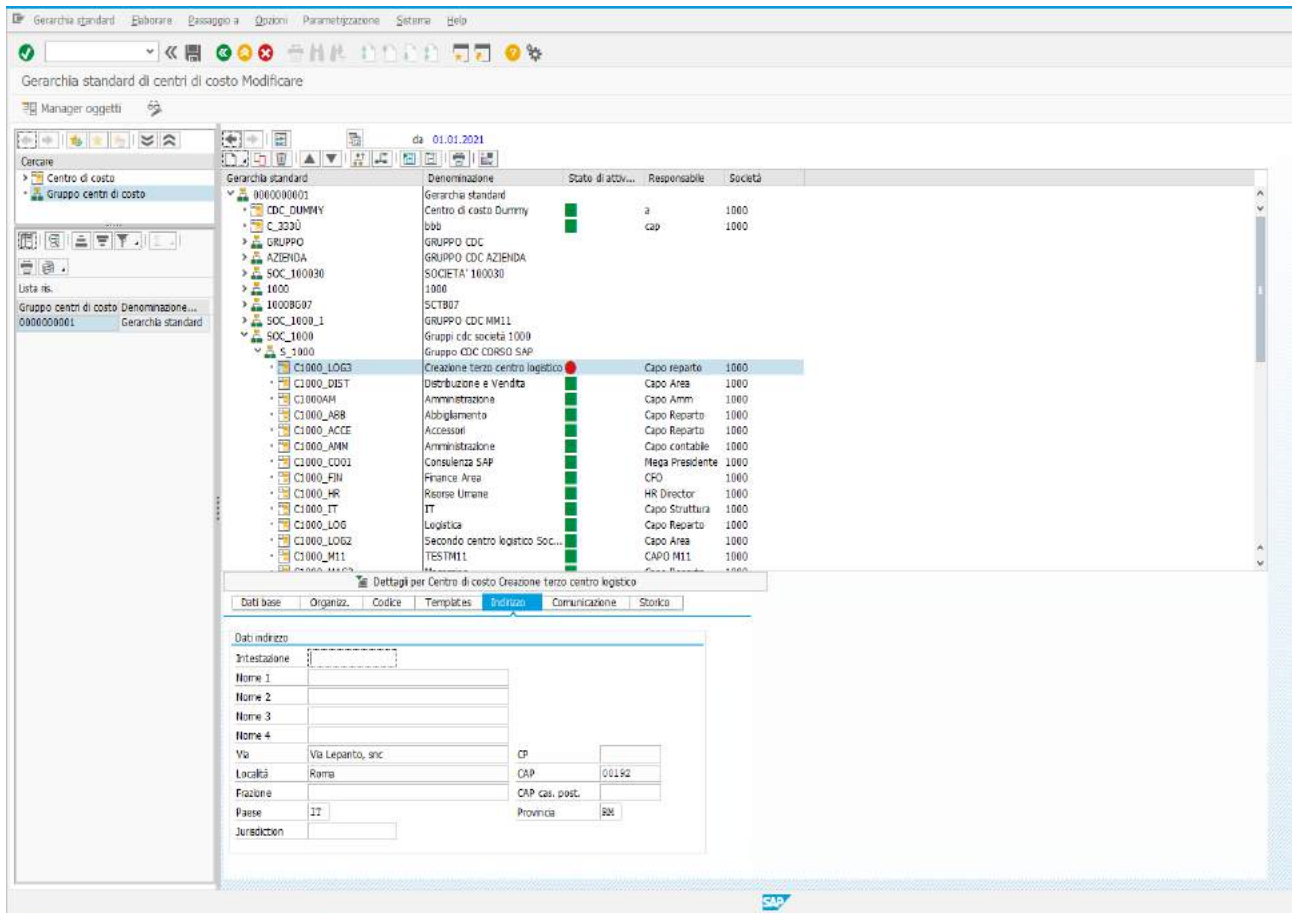 Gerarchia standard Elaborare Passaggio a Opzioni Parametrizzazione Sistema Help
Gerarchia standard di centri di costo Modificare
Manager oggetti
da 01.01.2021
Cercare
Centro di costo
Gruppo centri di costo
Lista ris.
Gruppo centri di costo Denominazione...
0000000001 Gerarchia standard
Gerarchia standard Denominazione Stato di attiv... Responsabile Società
0000000001 Gerarchia standard
CDC_DUMMY Centro di costo Dummy a 1000
C_333Ù bbb cap 1000
GRUPPO GRUPPO CDC
AZIENDA GRUPPO CDC AZIENDA
SOC_100030 SOCIETA' 100030
1000 1000
1000BG07 SCTB07
SOC_1000_1 GRUPPO CDC MM11
SOC_1000 Gruppi cdc società 1000
S_1000 Gruppo CDC CORSO SAP
C1000_LOG3 Creazione terzo centro logistico Capo reparto 1000
C1000_DIST Distribuzione e Vendita Capo Area 1000
C1000AM Amministrazione Capo Amm 1000
C1000_ABB Abbigliamento Capo Reparto 1000
C1000_ACCE Accessori Capo Reparto 1000
C1000_AMM Amministrazione Capo contabile 1000
C1000_CO01 Consulenza SAP Mega Presidente 1000
C1000_FIN Finance Area CFO 1000
C1000_HR Risorse Umane HR Director 1000
C1000_IT IT Capo Struttura 1000
C1000_LOG Logistica Capo Reparto 1000
C1000_LOG2 Secondo centro logistico Soc... Capo Area 1000
C1000_M11 TESTM11 CAPO M11 1000
Dettagli per Centro di costo Creazione terzo centro logistico
Dati base Organizz. Codice Templates Indirizzo Comunicazione Storico
Dati indirizzo
Intestazione
Nome 1
Nome 2
Nome 3
Nome 4
Via Via Lepanto, snc CP
Località Roma CAP 00192
Frazione CAP cas. post.
Paese IT Provincia RM
Jurisdiction
SAP